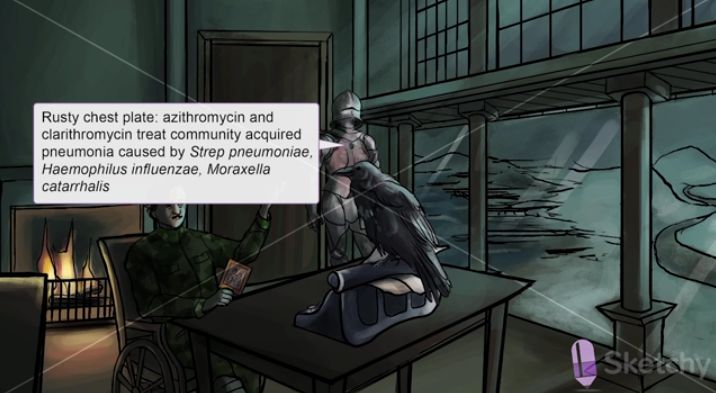 Rusty chest plate: azithromycin and
clarithromycin treat community acquired
pneumonia caused by Strep pneumoniae,
Haemophilus influenzae, Moraxella
catarrhalis
Sketchy